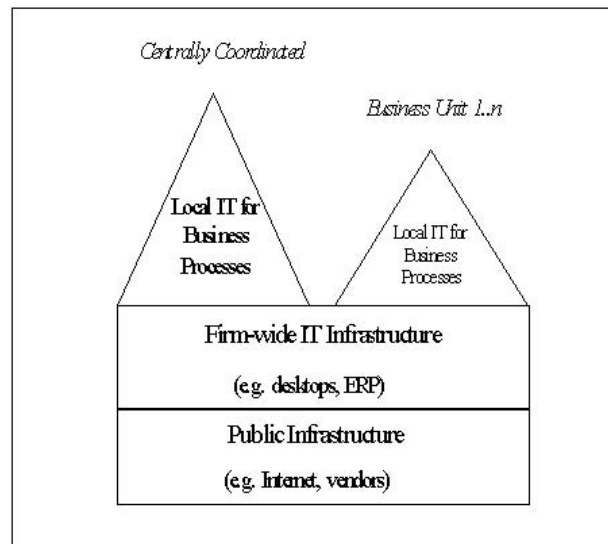 Centrally Coordinated
Business Unit 1..n
Local IT for
Business
Processes
Local IT for
Business
Processes
Firm-wide IT Infrastructure
(e.g. desktops, ERP)
Public Infrastructure
(e.g. Internet, vendors)